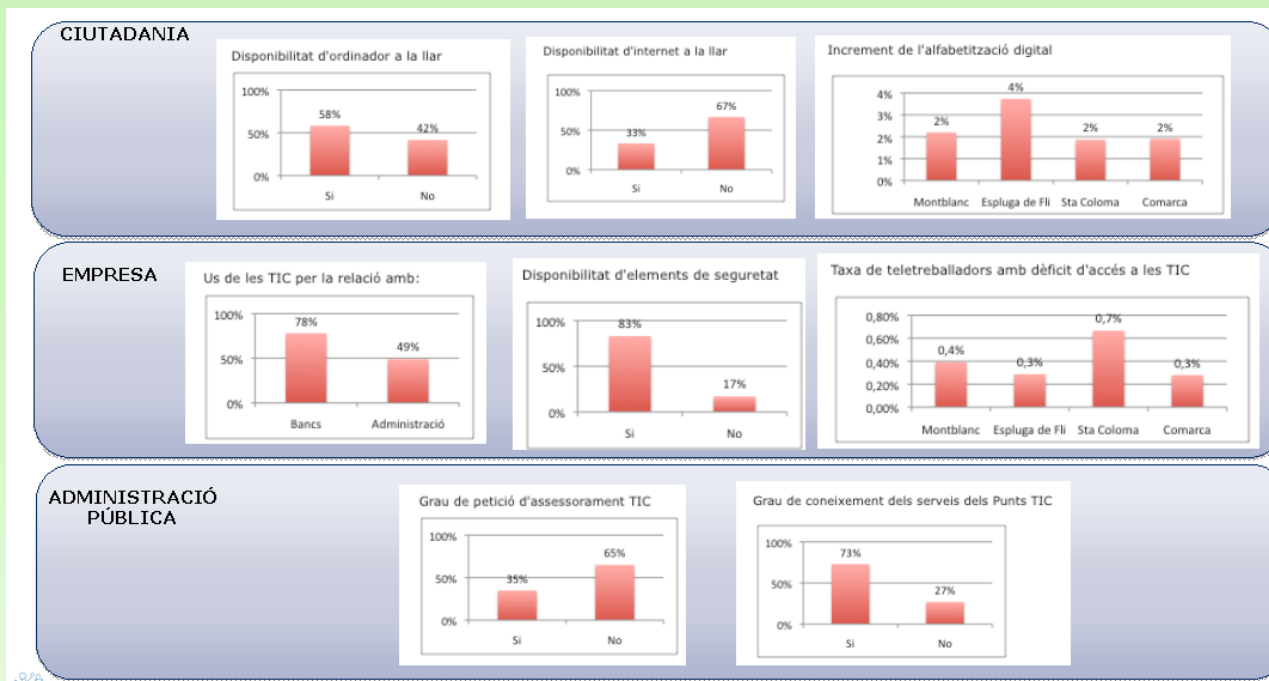 CIUTADANIA
Disponibilitat d'ordinador a la llar
100%
50%
0%
58%
42%
Si
No
Disponibilitat d'internet a la llar
100%
50%
0%
33%
67%
Si
No
Increment de l'alfabetització digital
4%
3%
2%
1%
0%
2%
4%
2%
2%
Montblanc
Espluga de Fli
Sta Coloma
Comarca
EMPRESA
Us de les TIC per la relació amb:
100%
50%
0%
78%
49%
Bancs
Administració
Disponibilitat d'elements de seguretat
100%
50%
0%
83%
17%
Si
No
Taxa de teletreballadors amb dèficit d'accés a les TIC
0,80%
0,60%
0,40%
0,20%
0,00%
0,4%
0,3%
0,7%
0,3%
Montblanc
Espluga de Fli
Sta Coloma
Comarca
ADMINISTRACIÓ
PÚBLICA
Grau de petició d'assessorament TIC
100%
50%
0%
35%
65%
Si
No
Grau de coneixement dels serveis dels Punts TIC
100%
50%
0%
73%
27%
Si
No